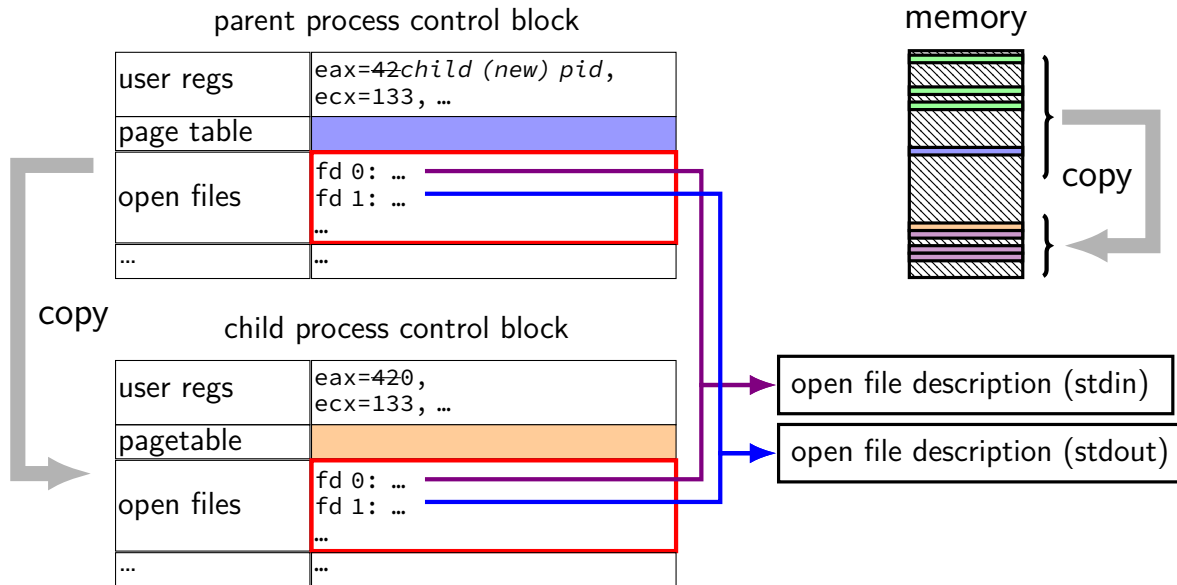 parent process control block
memory
user regs
eax=42child (new) pid,
ecx=133, …
page table
open files
fd 0: …
fd 1: …
…
… …
copy
copy
child process control block
user regs
eax=420,
ecx=133, …
pagetable
open files
fd 0: …
fd 1: …
…
… …
open file description (stdin)
open file description (stdout)